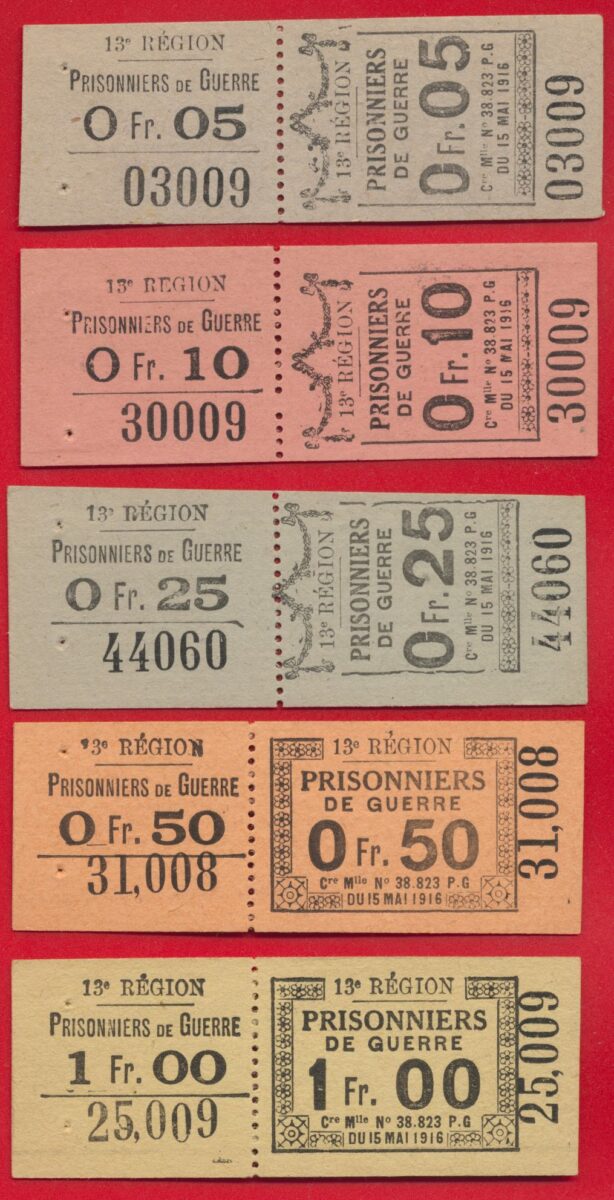 13e RÉGION
PRISONNIERS DE GUERRE
0 Fr. 05
03009
13e RÉGION
PRISONNIERS
DE GUERRE
0 Fr. 05
Cre Mlle No 38.823 P.G
DU 15 MAI 1916
03009
13e REGION
PRISONNIERS DE GUERRE
0 Fr. 10
30009
13e RÉGION
PRISONNIERS
DE GUERRE
0 Fr. 10
Cre Mlle No 38.823 P.G
DU 15 MAI 1916
30009
13e RÉGION
PRISONNIERS DE GUERRE
0 Fr. 25
44060
13e RÉGION
PRISONNIERS
DE GUERRE
0 Fr. 25
Cre Mlle No 38.823 P.G
DU 15 MAI 1916
44060
13e RÉGION
PRISONNIERS DE GUERRE
0 Fr. 50
31,008
13e RÉGION
PRISONNIERS
DE GUERRE
0 Fr. 50
Cre Mlle No 38.823 P.G
DU 15 MAI 1916
31,008
13e RÉGION
PRISONNIERS DE GUERRE
1 Fr. 00
25,009
13e RÉGION
PRISONNIERS
DE GUERRE
1 Fr. 00
Cre Mlle No 38.823 P.G
DU 15 MAI 1916
25,009